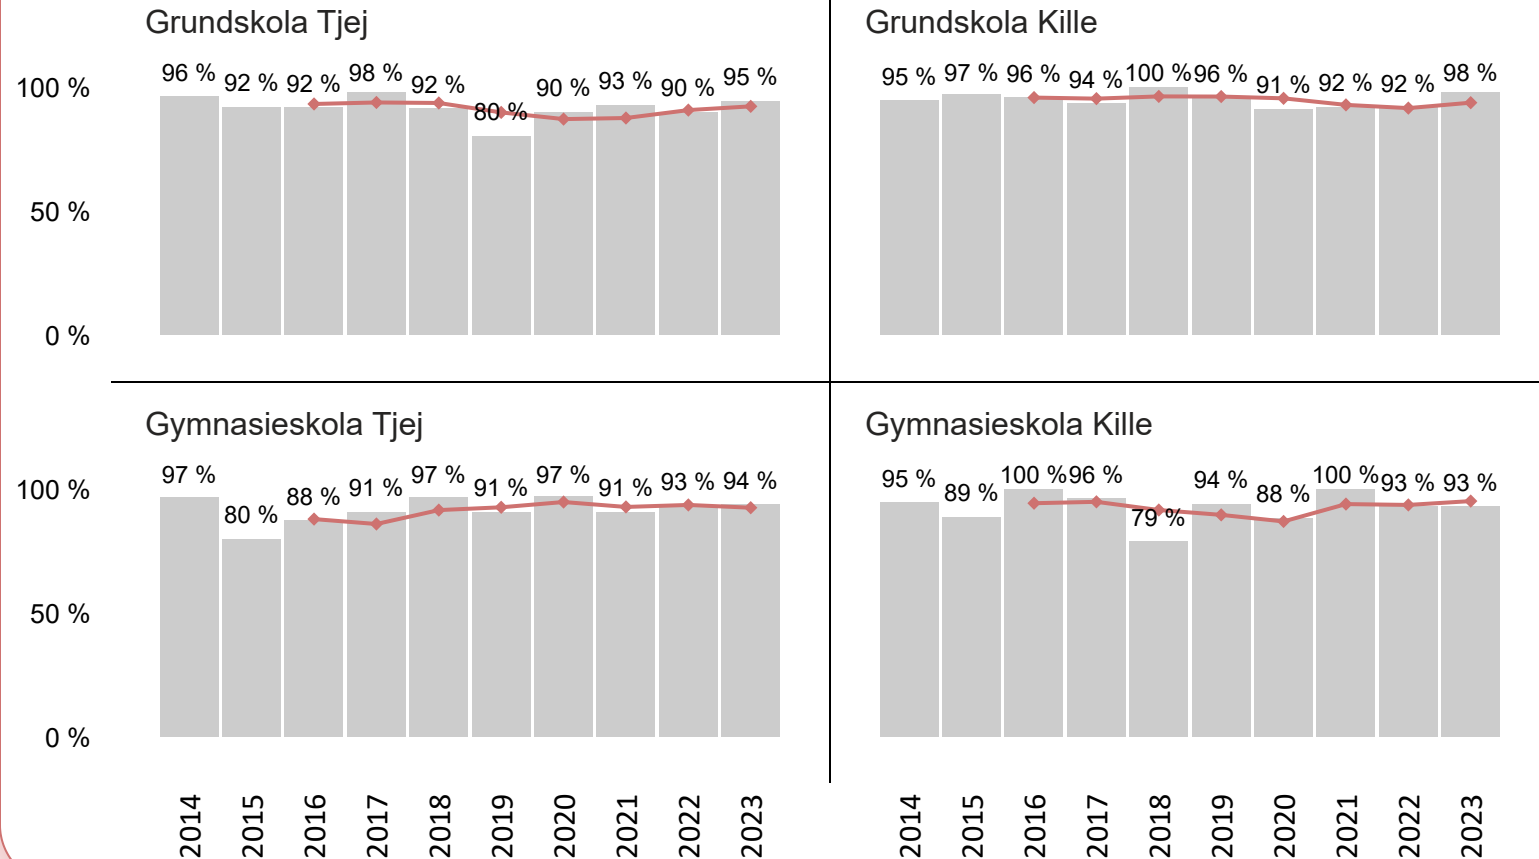 Grundskola Tjej
96 % 92 % 92 % 98 % 92 % 80 % 90 % 93 % 90 % 95 %
100 %
50 %
0 %
Grundskola Kille
95 % 97 % 96 % 94 % 100 % 96 % 91 % 92 % 92 % 98 %
Gymnasieskola Tjej
97 % 80 % 88 % 91 % 97 % 91 % 97 % 91 % 93 % 94 %
100 %
50 %
0 %
Gymnasieskola Kille
95 % 89 % 100 % 96 % 79 % 94 % 88 % 100 % 93 % 93 %
2014 2015 2016 2017 2018 2019 2020 2021 2022 2023
2014 2015 2016 2017 2018 2019 2020 2021 2022 2023